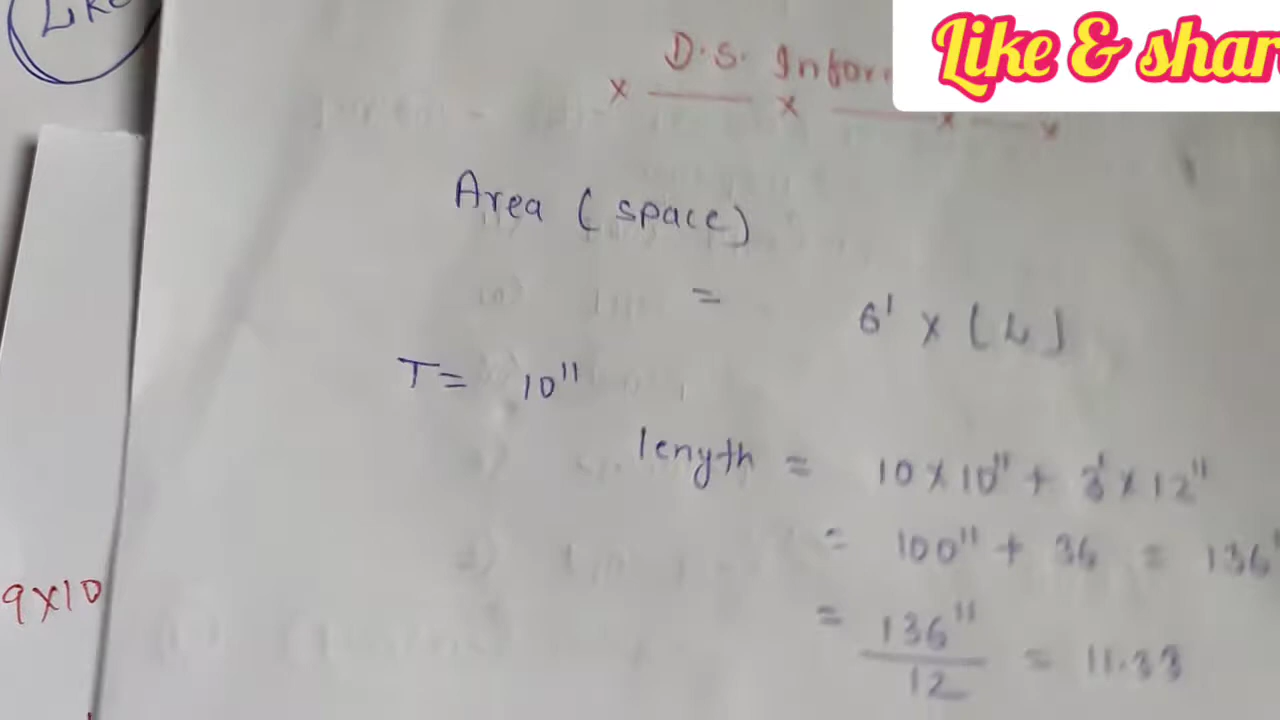 Like & shar
D.S. Infor
x — x — x — x
Area (space)
= 6' x (L)
T= 10"
length = 10 x 10" + 3' x 12"
= 100" + 36 = 136"
= 136"
12
= 11.33
9x10